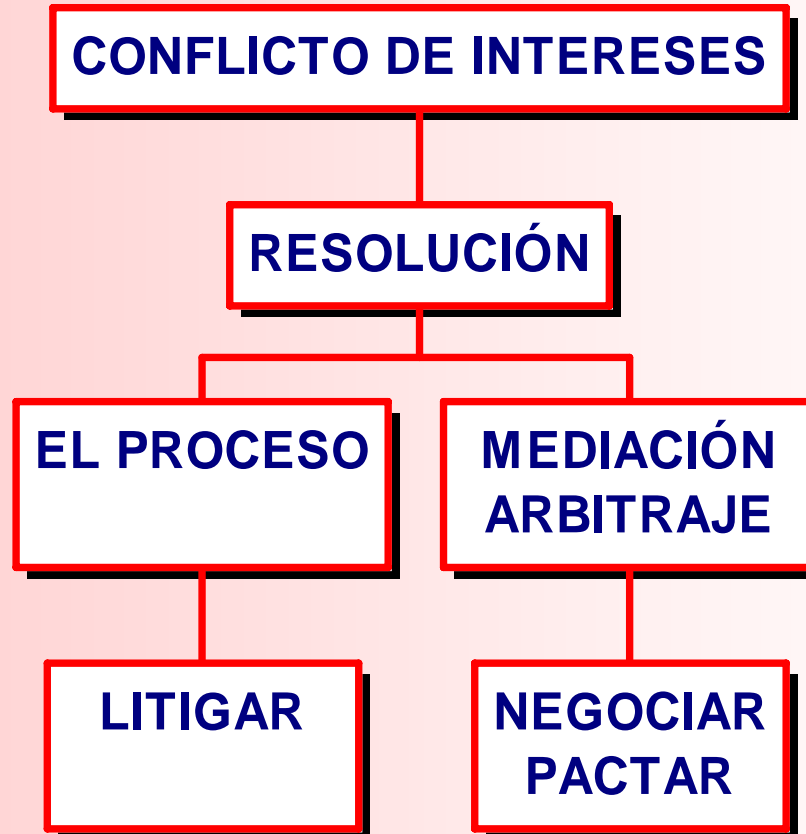 CONFLICTO DE INTERESES
RESOLUCIÓN
EL PROCESO
MEDIACIÓN
ARBITRAJE
LITIGAR
NEGOCIAR
PACTAR